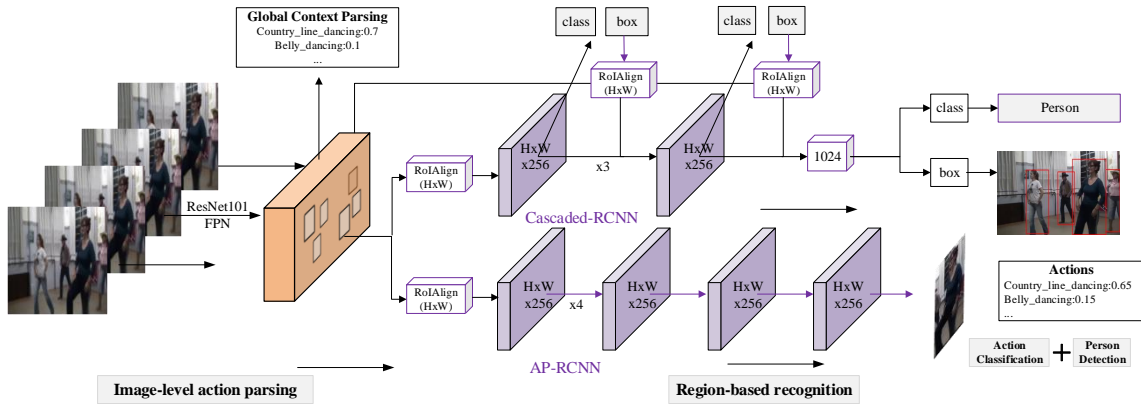 Global Context Parsing
Country_line_dancing:0.7
Belly_dancing:0.1
...
class
box
class
box
RoIAlign
(HxW)
RoIAlign
(HxW)
ResNet101
FPN
RoIAlign
(HxW)
HxW
x256
x3
HxW
x256
1024
class
Person
box
Cascaded-RCNN
RoIAlign
(HxW)
HxW
x256
x4
HxW
x256
HxW
x256
HxW
x256
Actions
Country_line_dancing:0.65
Belly_dancing:0.15
...
Action
Classification
+
Person
Detection
AP-RCNN
Image-level action parsing
Region-based recognition